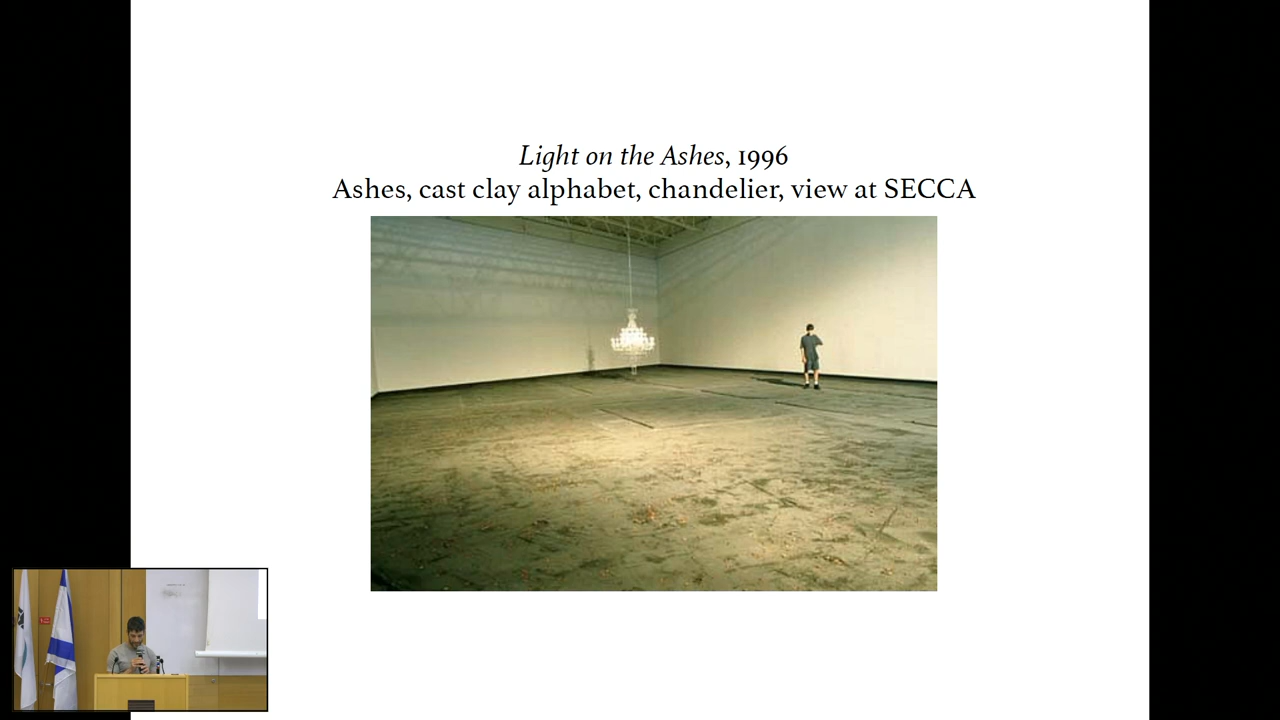 Light on the Ashes, 1996
Ashes, cast clay alphabet, chandelier, view at SECCA